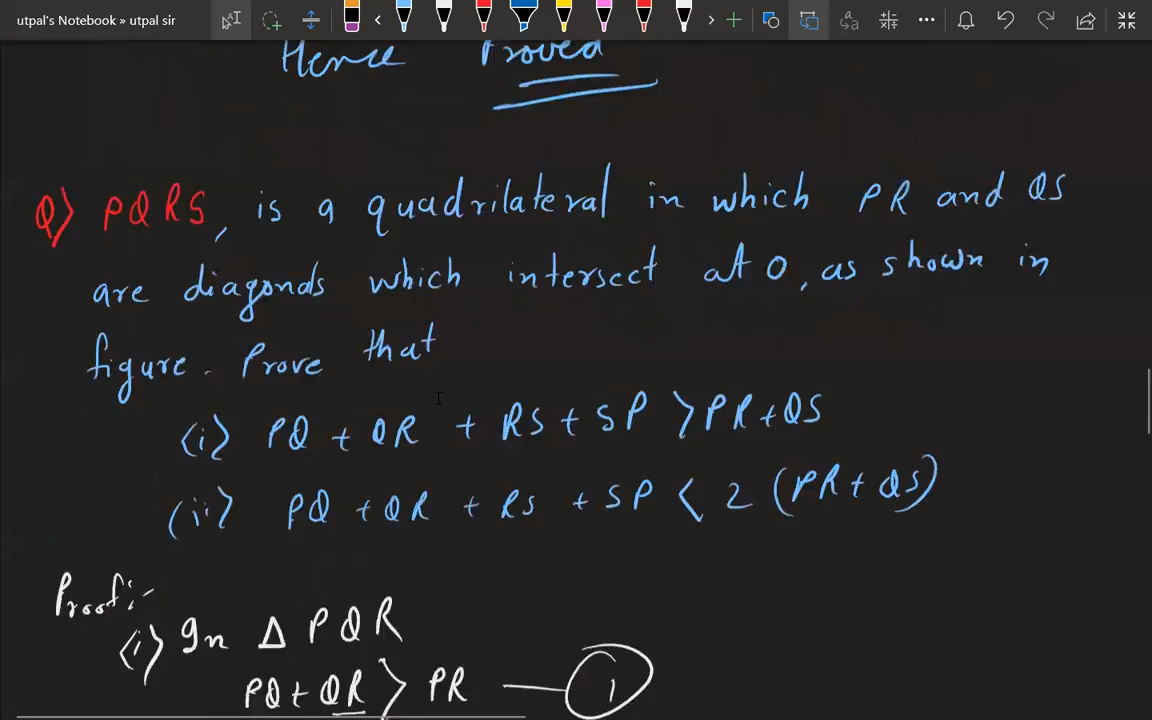 utpal's Notebook » utpal sir
Hence Proved
Q) PQRS, is a quadrilateral in which PR and QS
are diagonds which intersect at O, as shown in
figure. Prove that
(i) PQ + QR + RS + SP > PR + QS
(ii) PQ + QR + RS + SP < 2 (PR + QS)
Proof:-
(i) In Δ PQR
PQ + QR > PR — 1